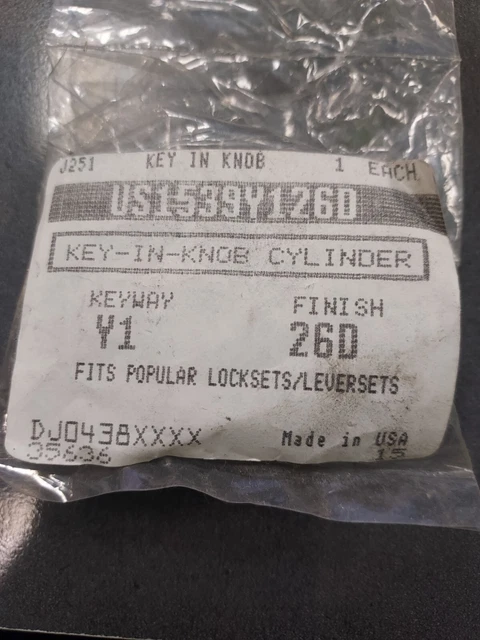 J251 KEY IN KNOB 1 EACH
US1539Y126D
KEY-IN-KNOB CYLINDER
KEYWAY FINISH
Y1 26D
FITS POPULAR LOCKSETS/LEVERSETS
DJ0438XXXX Made in USA
35636 15